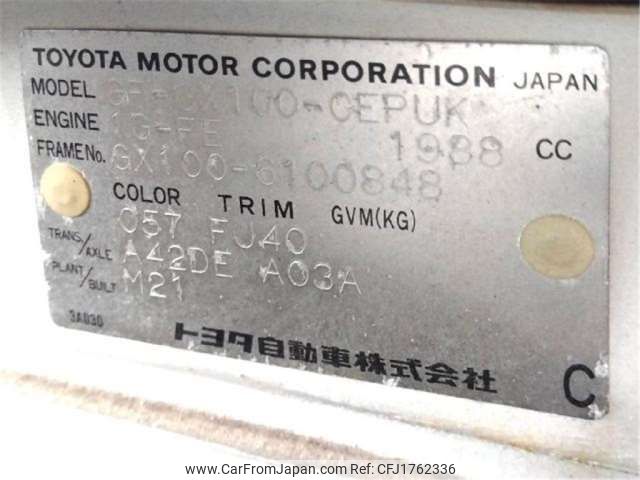 TOYOTA MOTOR CORPORATION JAPAN
MODEL GF-GX100-CEPUK
ENGINE 1G-FE 1988 CC
FRAME No. GX100-6100848
COLOR TRIM GVM(KG)
057 FJ40
TRANS/AXLE A42DE A03A
PLANT/BUILT M21
3A030
トヨタ自動車株式会社
C
www.CarFromJapan.com Ref:CFJ1762336